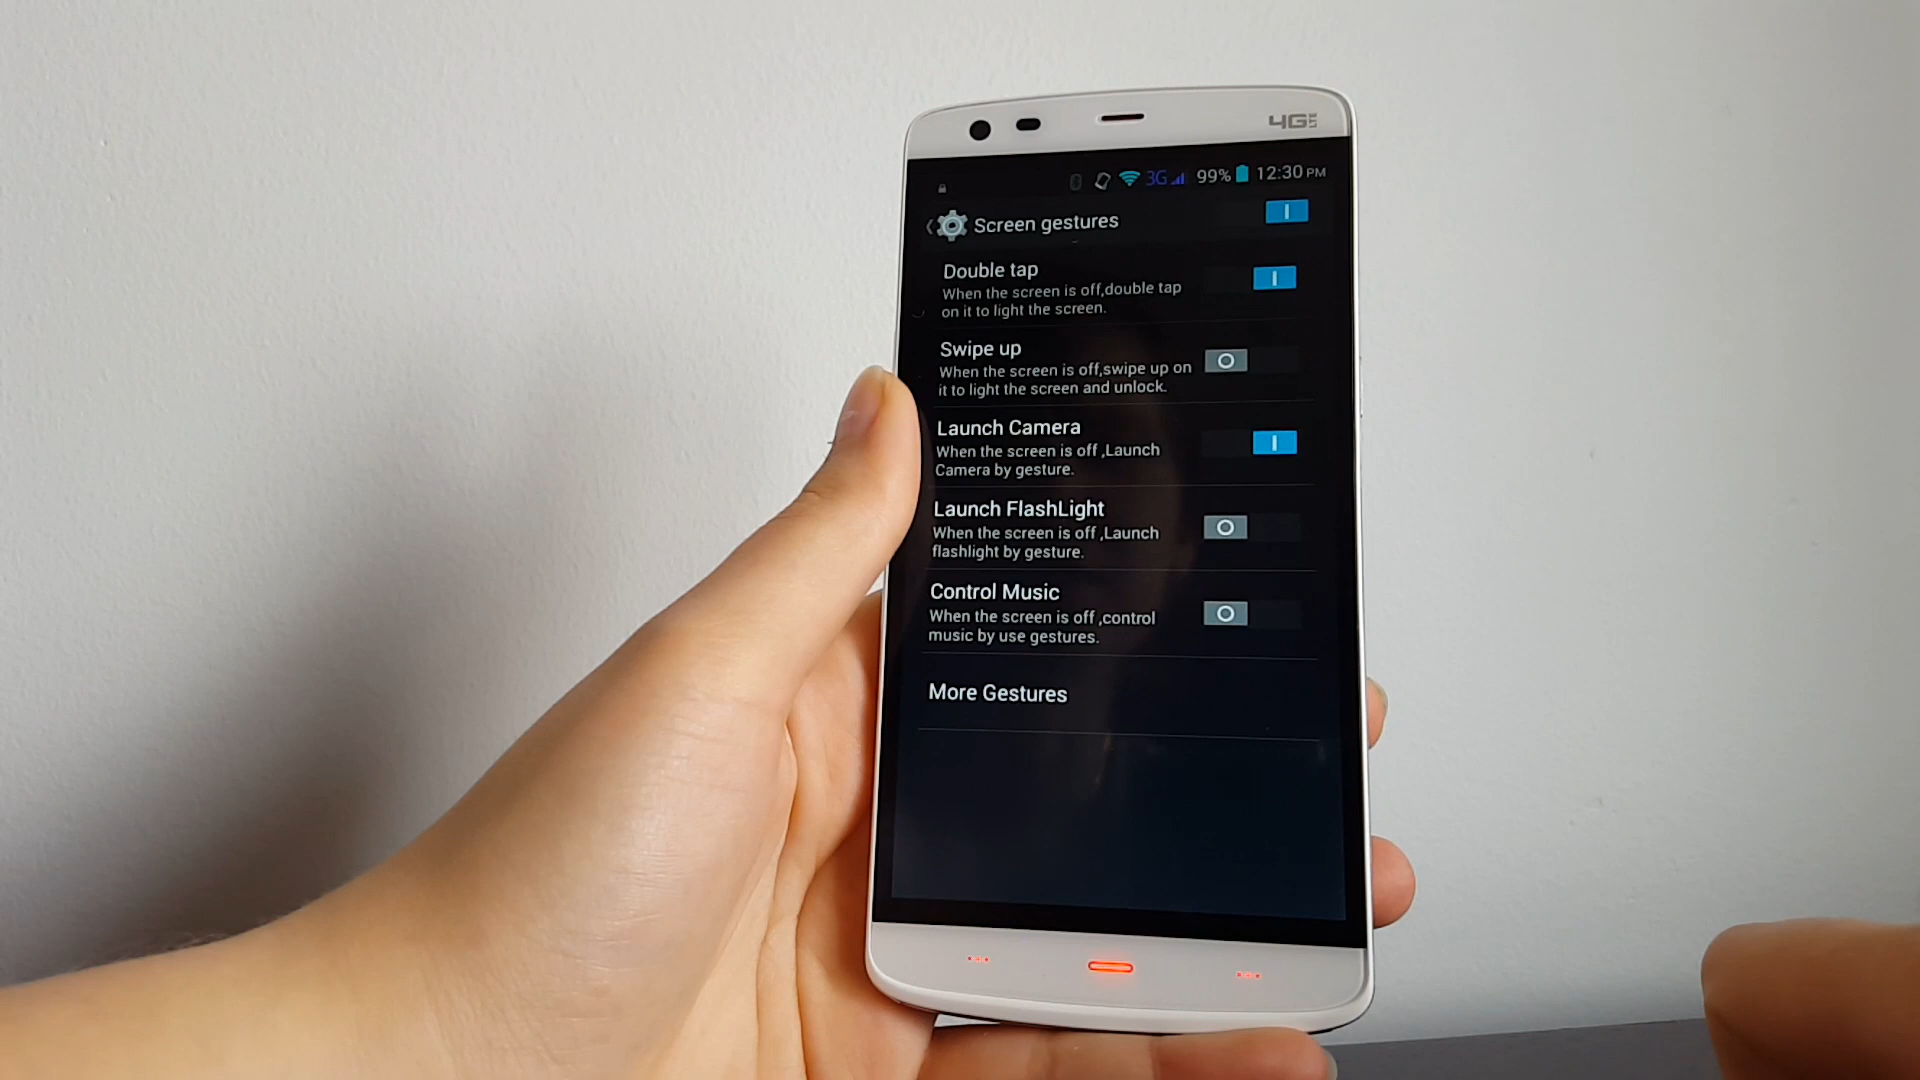 4G LTE
3G 99% 12:30 PM
Screen gestures
Double tap
When the screen is off,double tap
on it to light the screen.
Swipe up
When the screen is off,swipe up on
it to light the screen and unlock.
Launch Camera
When the screen is off ,Launch
Camera by gesture.
Launch FlashLight
When the screen is off ,Launch
flashlight by gesture.
Control Music
When the screen is off ,control
music by use gestures.
More Gestures